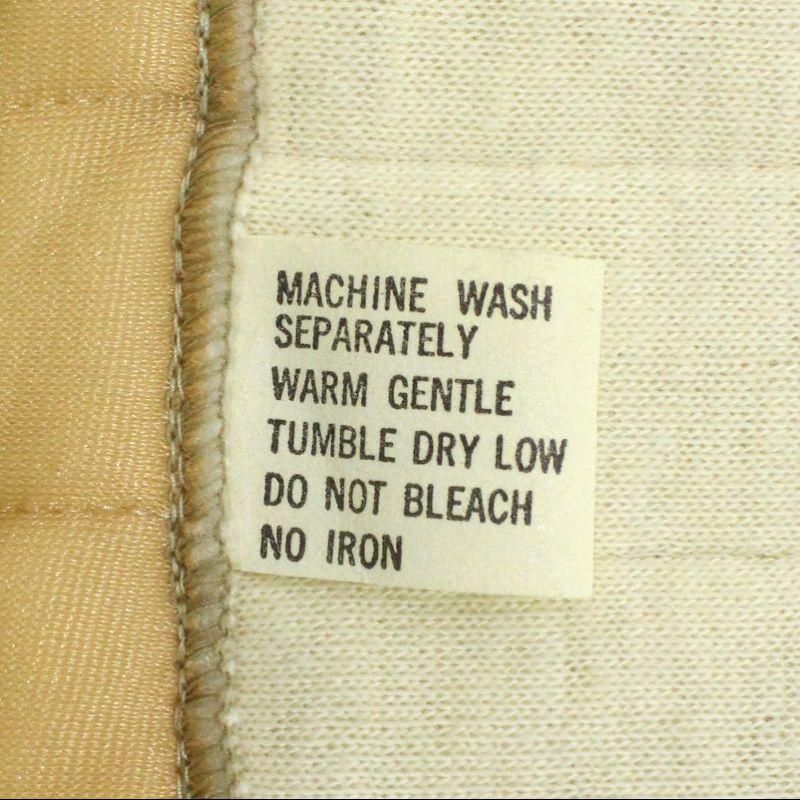 MACHINE WASH
SEPARATELY
WARM GENTLE
TUMBLE DRY LOW
DO NOT BLEACH
NO IRON